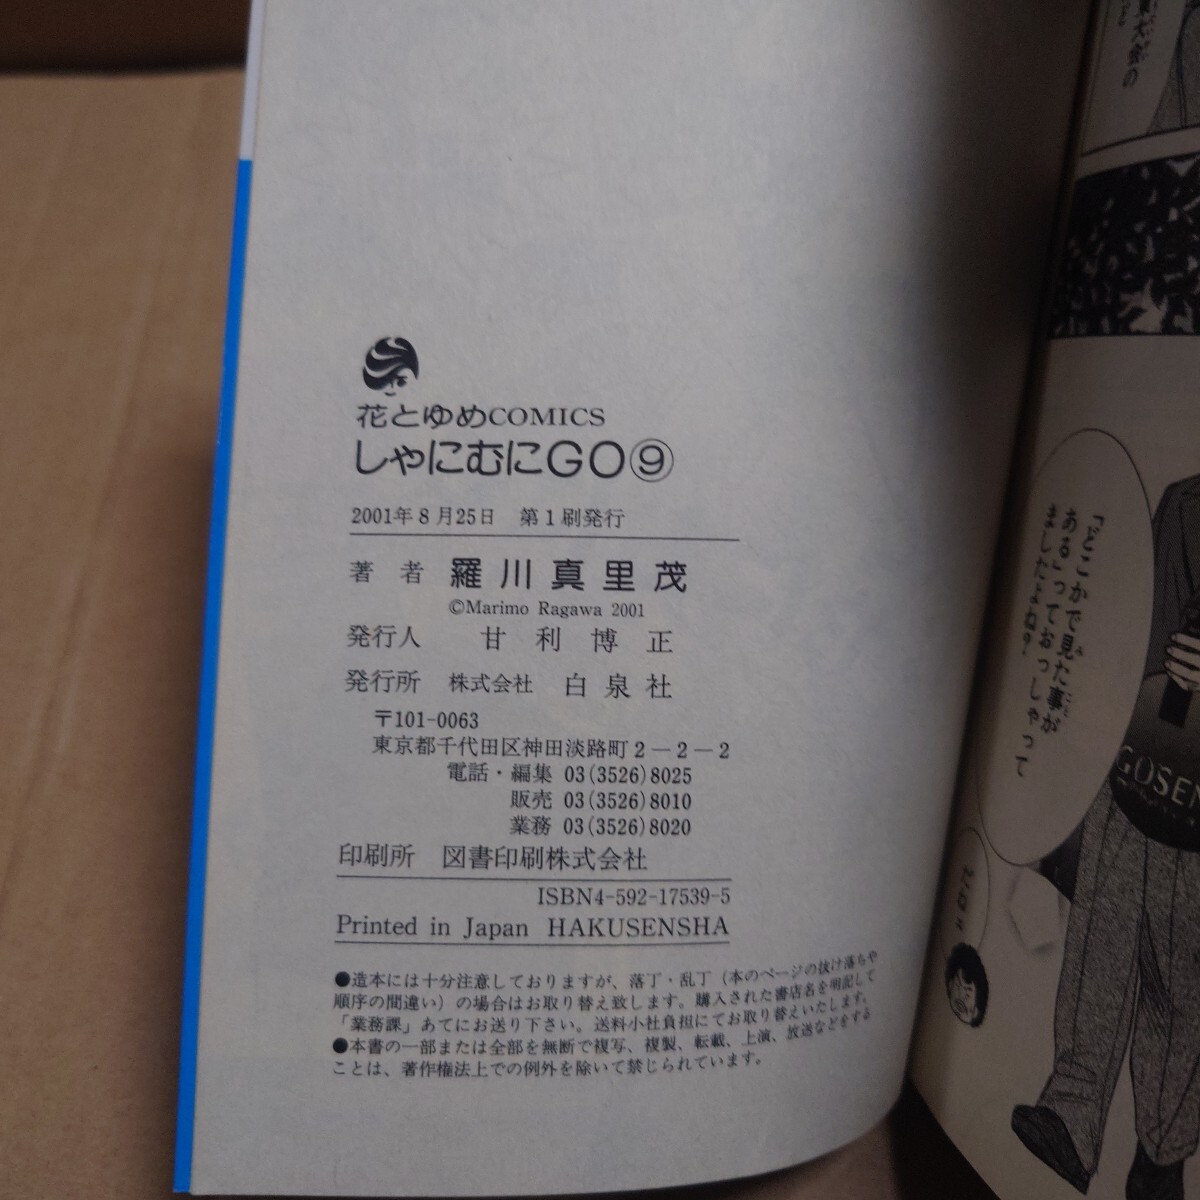 花とゆめCOMICS
しゃにむにGO⑨
2001年8月25日 第1刷発行
著者 羅川真里茂
©Marimo Ragawa 2001
発行人 甘利博正
発行所 株式会社 白泉社
〒101-0063
東京都千代田区神田淡路町2-2-2
電話・編集 03(3526)8025
販売 03(3526)8010
業務 03(3526)8020
印刷所 図書印刷株式会社
ISBN4-592-17539-5
Printed in Japan HAKUSENSHA
●造本には十分注意しておりますが、落丁・乱丁(本のページの抜け落ちや
順序の間違い)の場合はお取り替え致します。購入された書店名を明記して
「業務課」あてにお送り下さい。送料小社負担にてお取り替えいたします。
●本書の一部または全部を無断で複写、複製、転載、上演、放送などをする
ことは、著作権法上での例外を除いて禁じられています。
大会の
「どこかで見た事が
ある」っておっしゃって
ましたよね?
GOSEN